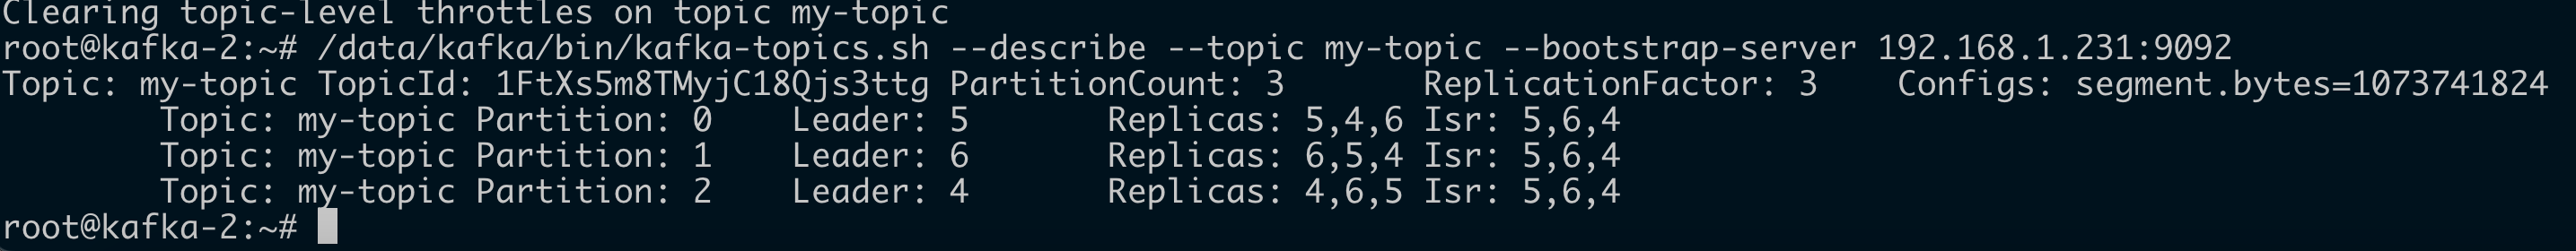 Clearing topic-level throttles on topic my-topic
root@kafka-2:~# /data/kafka/bin/kafka-topics.sh --describe --topic my-topic --bootstrap-server 192.168.1.231:9092
Topic: my-topic TopicId: 1FtXs5m8TMyjC18Qjs3ttg PartitionCount: 3 ReplicationFactor: 3 Configs: segment.bytes=1073741824
Topic: my-topic Partition: 0 Leader: 5 Replicas: 5,4,6 Isr: 5,6,4
Topic: my-topic Partition: 1 Leader: 6 Replicas: 6,5,4 Isr: 5,6,4
Topic: my-topic Partition: 2 Leader: 4 Replicas: 4,6,5 Isr: 5,6,4
root@kafka-2:~#